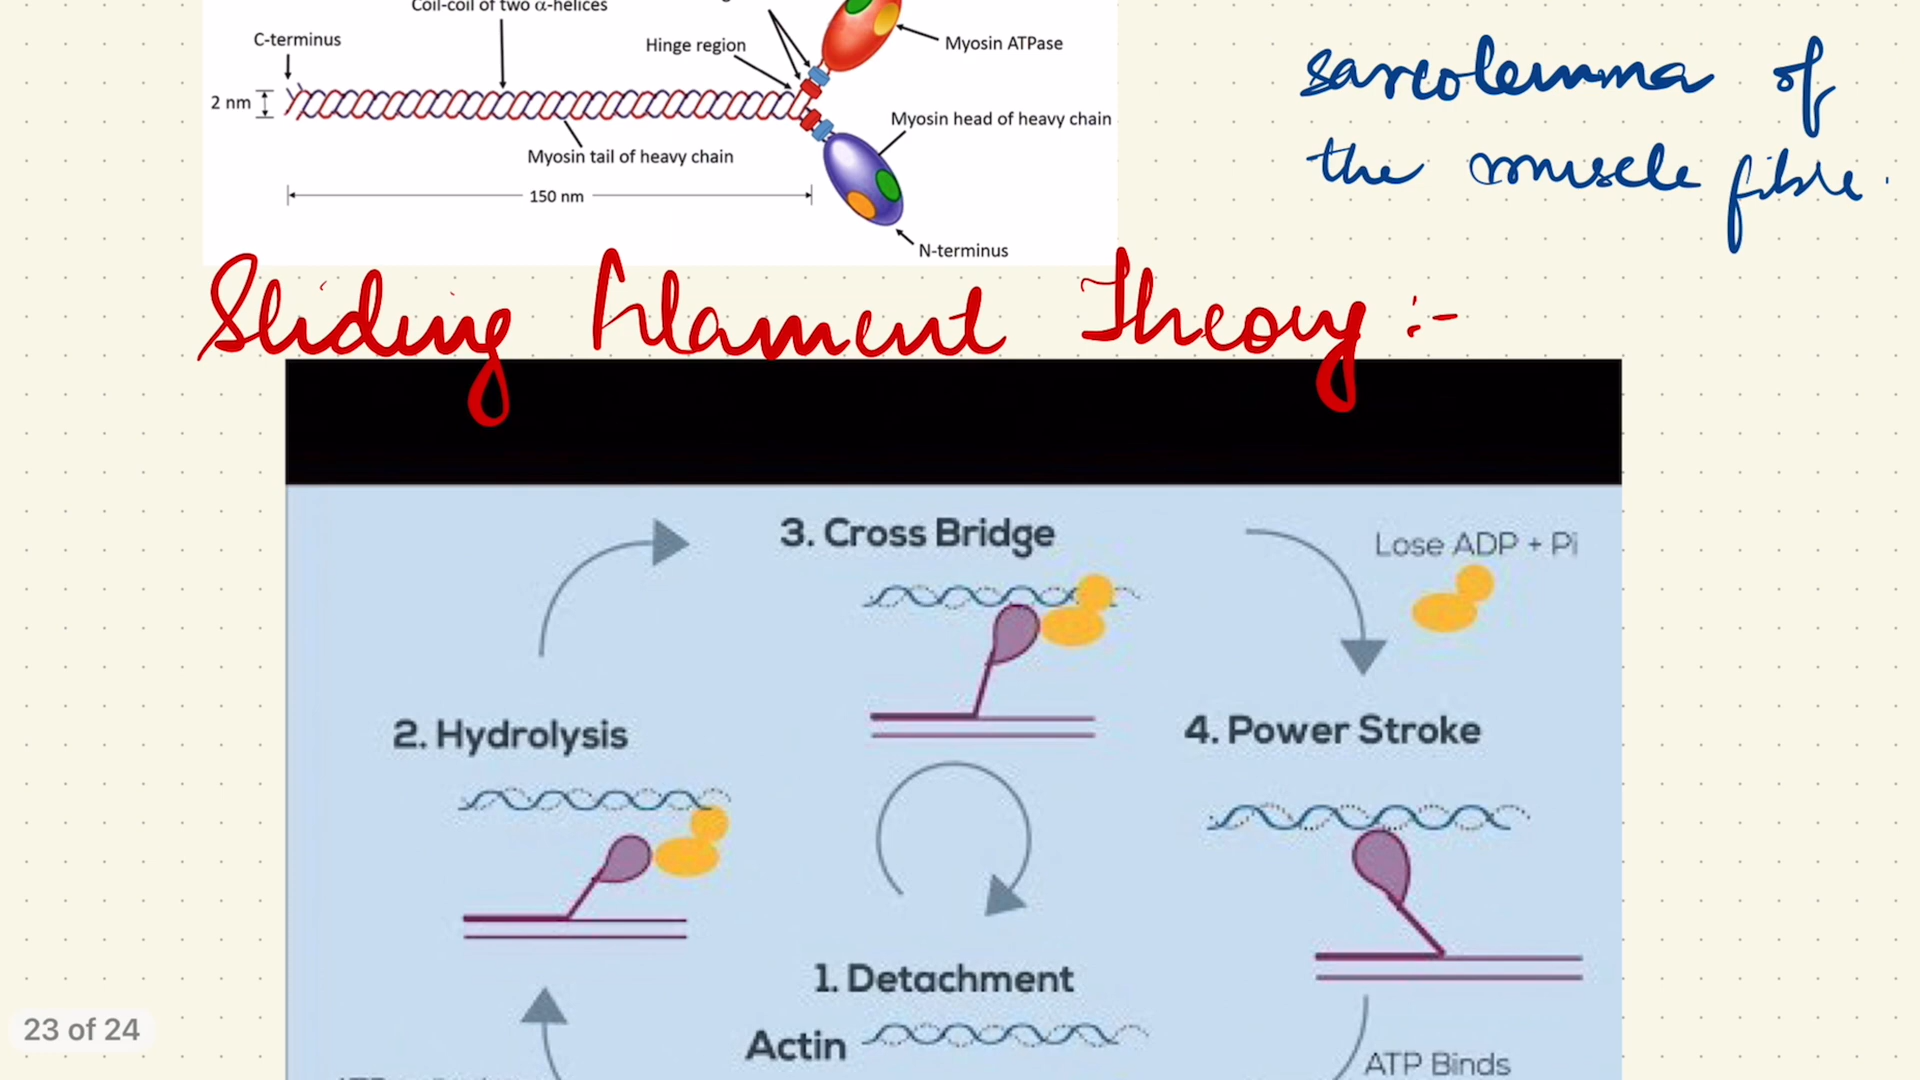 Coil-coil of two α-helices
C-terminus
Hinge region
Myosin ATPase
2 nm
Myosin head of heavy chain
Myosin tail of heavy chain
150 nm
N-terminus
sarcolemma of
the muscle fibre.
Sliding filament Theory :-
3. Cross Bridge
Lose ADP + Pi
2. Hydrolysis
4. Power Stroke
1. Detachment
Actin
ATP Binds
23 of 24